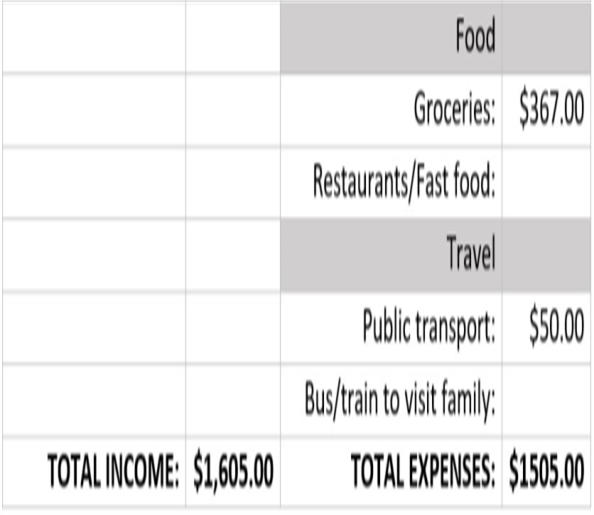 Food
Groceries: $367.00
Restaurants/Fast food:
Travel
Public transport: $50.00
Bus/train to visit family:
TOTAL INCOME: $1,605.00 TOTAL EXPENSES: $1505.00